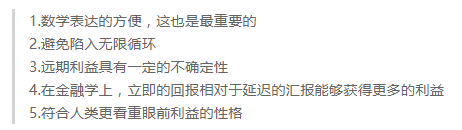 1.数学表达的方便，这也是最重要的
2.避免陷入无限循环
3.远期利益具有一定的不确定性
4.在金融学上，立即的回报相对于延迟的汇报能够获得更多的利益
5.符合人类更看重眼前利益的性格